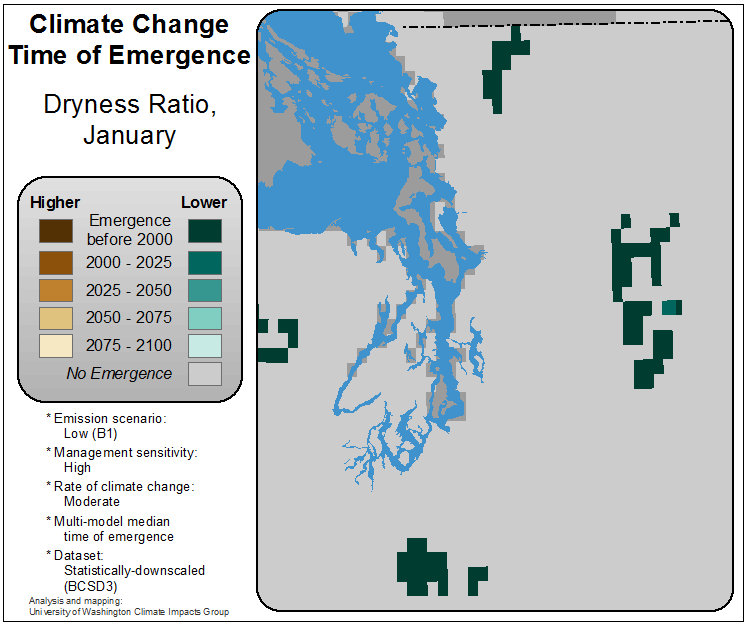 Climate Change
Time of Emergence
Dryness Ratio,
January
Higher Lower
Emergence
before 2000
2000 - 2025
2025 - 2050
2050 - 2075
2075 - 2100
No Emergence
* Emission scenario:
Low (B1)
* Management sensitivity:
High
* Rate of climate change:
Moderate
* Multi-model median
time of emergence
* Dataset:
Statistically-downscaled
(BCSD3)
Analysis and mapping:
University of Washington Climate Impacts Group